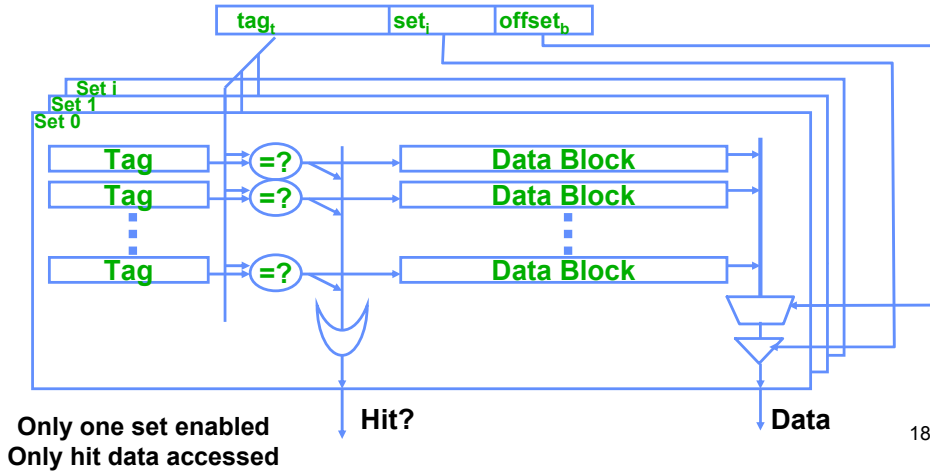 tag_t set_i offset_b
Set i
Set 1
Set 0
Tag =? Data Block
Tag =? Data Block
Tag =? Data Block
Hit? Data
Only one set enabled
Only hit data accessed
18